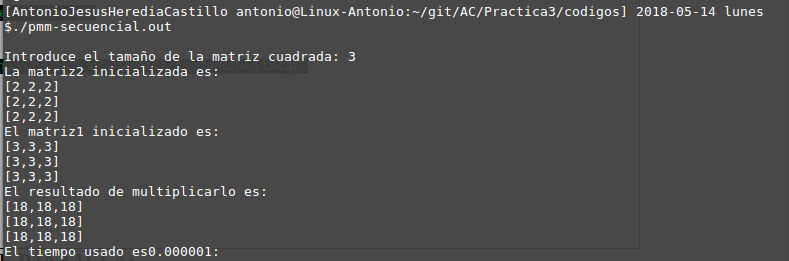 [AntonioJesusHerediaCastillo antonio@Linux-Antonio:~/git/AC/Practica3/codigos] 2018-05-14 lunes
$./pmm-secuencial.out
Introduce el tamaño de la matriz cuadrada: 3
La matriz2 inicializada es:
[2,2,2]
[2,2,2]
[2,2,2]
El matriz1 inicializado es:
[3,3,3]
[3,3,3]
[3,3,3]
El resultado de multiplicarlo es:
[18,18,18]
[18,18,18]
[18,18,18]
El tiempo usado es0.000001: